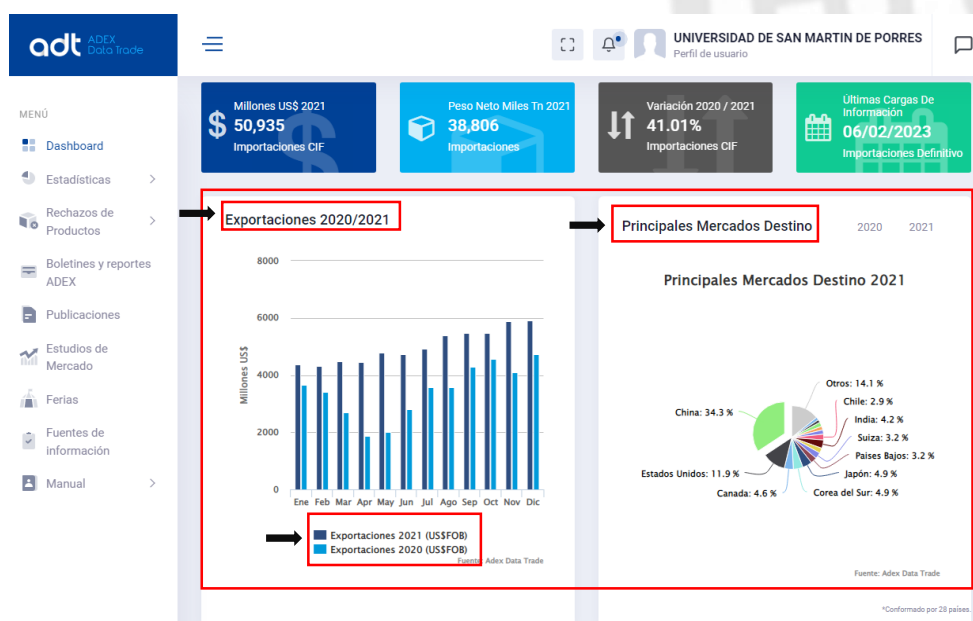 adt ADEX
Data Trade
UNIVERSIDAD DE SAN MARTIN DE PORRES
Perfil de usuario
MENÚ
Dashboard
Estadísticas
Rechazos de
Productos
Boletines y reportes
ADEX
Publicaciones
Estudios de
Mercado
Ferias
Fuentes de
información
Manual
Millones US$ 2021
50,935
Importaciones CIF
Peso Neto Miles Tn 2021
38,806
Importaciones
Variación 2020 / 2021
41.01%
Importaciones CIF
Últimas Cargas De
Información
06/02/2023
Importaciones Definitivo
Exportaciones 2020/2021
8000
6000
4000
2000
0
Millones US$
Ene Feb Mar Apr May Jun Jul Ago Sep Oct Nov Dic
Exportaciones 2021 (US$FOB)
Exportaciones 2020 (US$FOB)
Fuente: Adex Data Trade
Principales Mercados Destino 2020 2021
Principales Mercados Destino 2021
Otros: 14.1 %
Chile: 2.9 %
India: 4.2 %
Suiza: 3.2 %
Paises Bajos: 3.2 %
Japón: 4.9 %
Corea del Sur: 4.9 %
Canada: 4.6 %
Estados Unidos: 11.9 %
China: 34.3 %
Fuente: Adex Data Trade
*Conformado por 28 países.